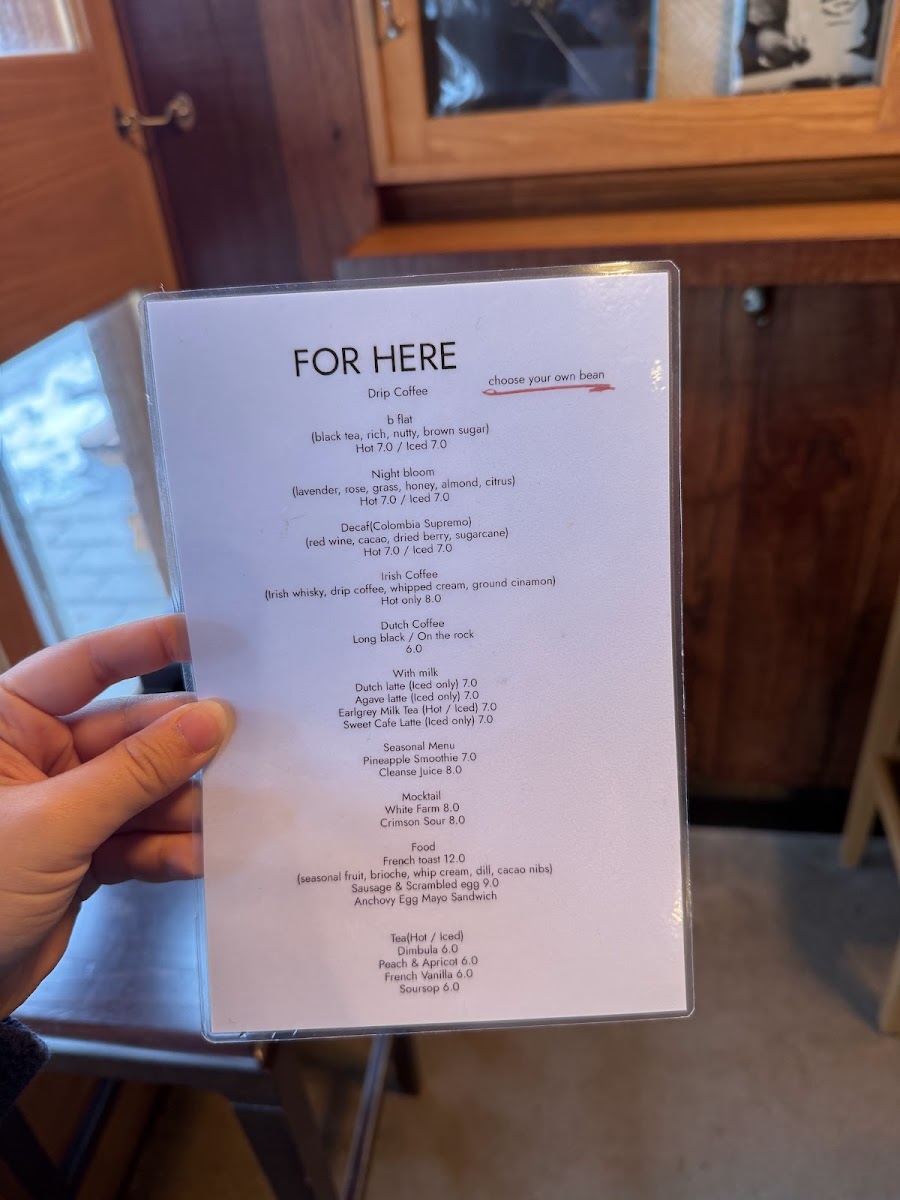 FOR HERE
Drip Coffee
choose your own bean
b flat
(black tea, rich, nutty, brown sugar)
Hot 7.0 / Iced 7.0
Night bloom
(lavender, rose, grass, honey, almond, citrus)
Hot 7.0 / Iced 7.0
Decaf(Colombia Supremo)
(red wine, cacao, dried berry, sugarcane)
Hot 7.0 / Iced 7.0
Irish Coffee
(Irish whisky, drip coffee, whipped cream, ground cinamon)
Hot only 8.0
Dutch Coffee
Long black / On the rock
6.0
With milk
Dutch latte (Iced only) 7.0
Agave latte (Iced only) 7.0
Earlgrey Milk Tea (Hot / Iced) 7.0
Sweet Cafe Latte (Iced only) 7.0
Seasonal Menu
Pineapple Smoothie 7.0
Cleanse Juice 8.0
Mocktail
White Farm 8.0
Crimson Sour 8.0
Food
French toast 12.0
(seasonal fruit, brioche, whip cream, dill, cacao nibs)
Sausage & Scrambled egg 9.0
Anchovy Egg Mayo Sandwich
Tea(Hot / Iced)
Dimbula 6.0
Peach & Apricot 6.0
French Vanilla 6.0
Soursop 6.0